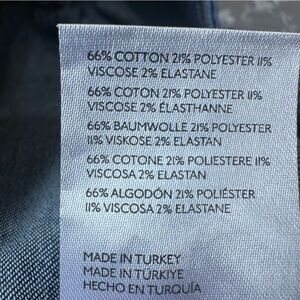 66% COTTON 21% POLYESTER 11%
VISCOSE 2% ELASTANE
66% COTON 21% POLYESTER 11%
VISCOSE 2% ÉLASTHANNE
66% BAUMWOLLE 21% POLYESTER
11% VISKOSE 2% ELASTAN
66% COTONE 21% POLIESTERE 11%
VISCOSA 2% ELASTAN
66% ALGODÓN 21% POLIÉSTER
11% VISCOSA 2% ELASTANE
MADE IN TURKEY
MADE IN TÜRKIYE
HECHO EN TURQUÍA